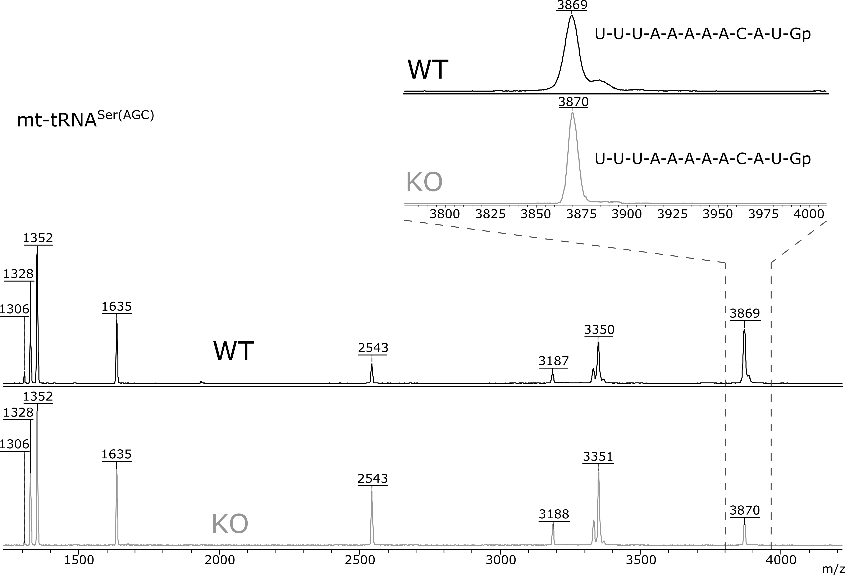 3869
U-U-U-A-A-A-A-A-C-A-U-Gp
WT
3870
mt-tRNASer(AGC)
U-U-U-A-A-A-A-A-C-A-U-Gp
KO
3800 3825 3850 3875 3900 3925 3950 3975 4000
1352
1328
1306
1635
3869
3350
WT
2543
3187
1352
1328
1306
1635
3351
2543
3870
KO
3188
1500 2000 2500 3000 3500 4000
m/z